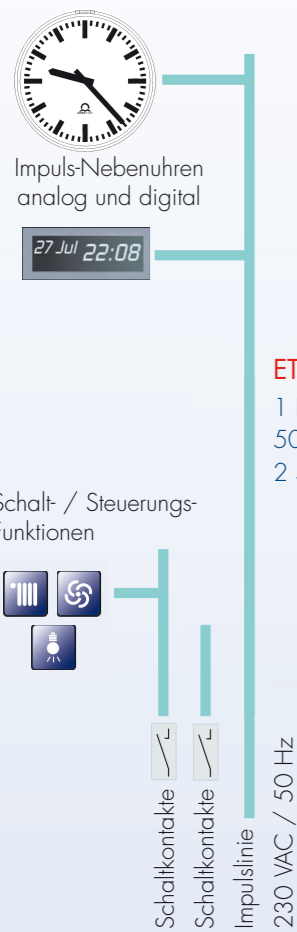 Impuls-Nebenuhren
analog und digital
27 Jul 22:08
ET
1
50
2
Schalt- / Steuerungs-
Funktionen
Schaltkontakte
Schaltkontakte
Impulslinie
230 VAC / 50 Hz